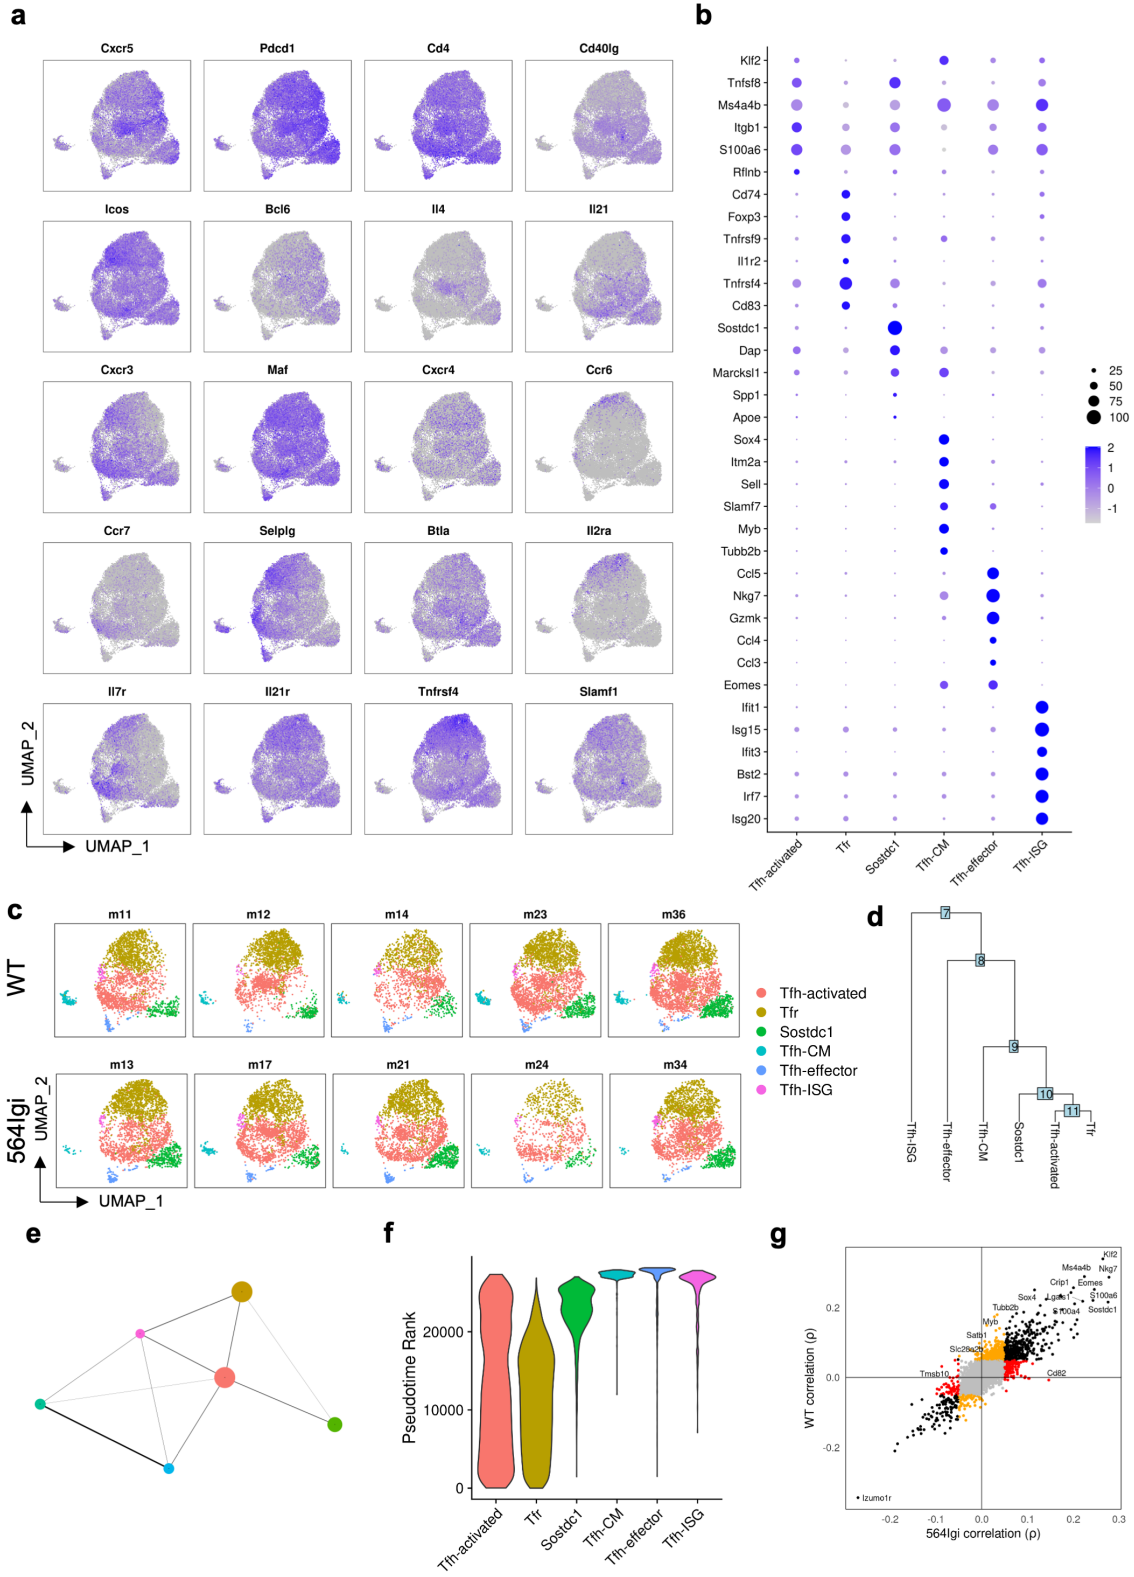 a
Cxcr5 Pdcd1 Cd4 Cd40lg
Icos Bcl6 Il4 Il21
Cxcr3 Maf Cxcr4 Ccr6
Ccr7 Selplg Btla Il2ra
Il7r Il21r Tnfrsf4 Slamf1
UMAP_2
UMAP_1
b
Klf2
Tnfsf8
Ms4a4b
Itgb1
S100a6
Rflnb
Cd74
Foxp3
Tnfrsf9
Il1r2
Tnfrsf4
Cd83
Sostdc1
Dap
Marcksl1
Spp1
Apoe
Sox4
Itm2a
Sell
Slamf7
Myb
Tubb2b
Ccl5
Nkg7
Gzmk
Ccl4
Ccl3
Eomes
Ifit1
Isg15
Ifit3
Bst2
Irf7
Isg20
Tfh-activated
Tfr
Sostdc1
Tfh-CM
Tfh-effector
Tfh-ISG
25
50
75
100
2
1
0
-1
c
WT
m11 m12 m14 m23 m36
564Igi
m13 m17 m21 m24 m34
UMAP_2
UMAP_1
Tfh-activated
Tfr
Sostdc1
Tfh-CM
Tfh-effector
Tfh-ISG
d
7
8
9
10
11
Tfh-ISG
Tfh-effector
Tfh-CM
Sostdc1
Tfh-activated
Tfr
e
f
Pseudotime Rank
20000
10000
0
Tfh-activated
Tfr
Sostdc1
Tfh-CM
Tfh-effector
Tfh-ISG
g
WT correlation (ρ)
0.2
0.0
-0.2
Klf2
Ms4a4b
Nkg7
Crip1
Eomes
Sox4
Lgals1
S100a6
Tubb2b
S100a4
Sostdc1
Myb
Satb1
Slc26a2b
Tmsb10
Cd82
Izumo1r
-0.2 -0.1 0.0 0.1 0.2 0.3
564Igi correlation (ρ)